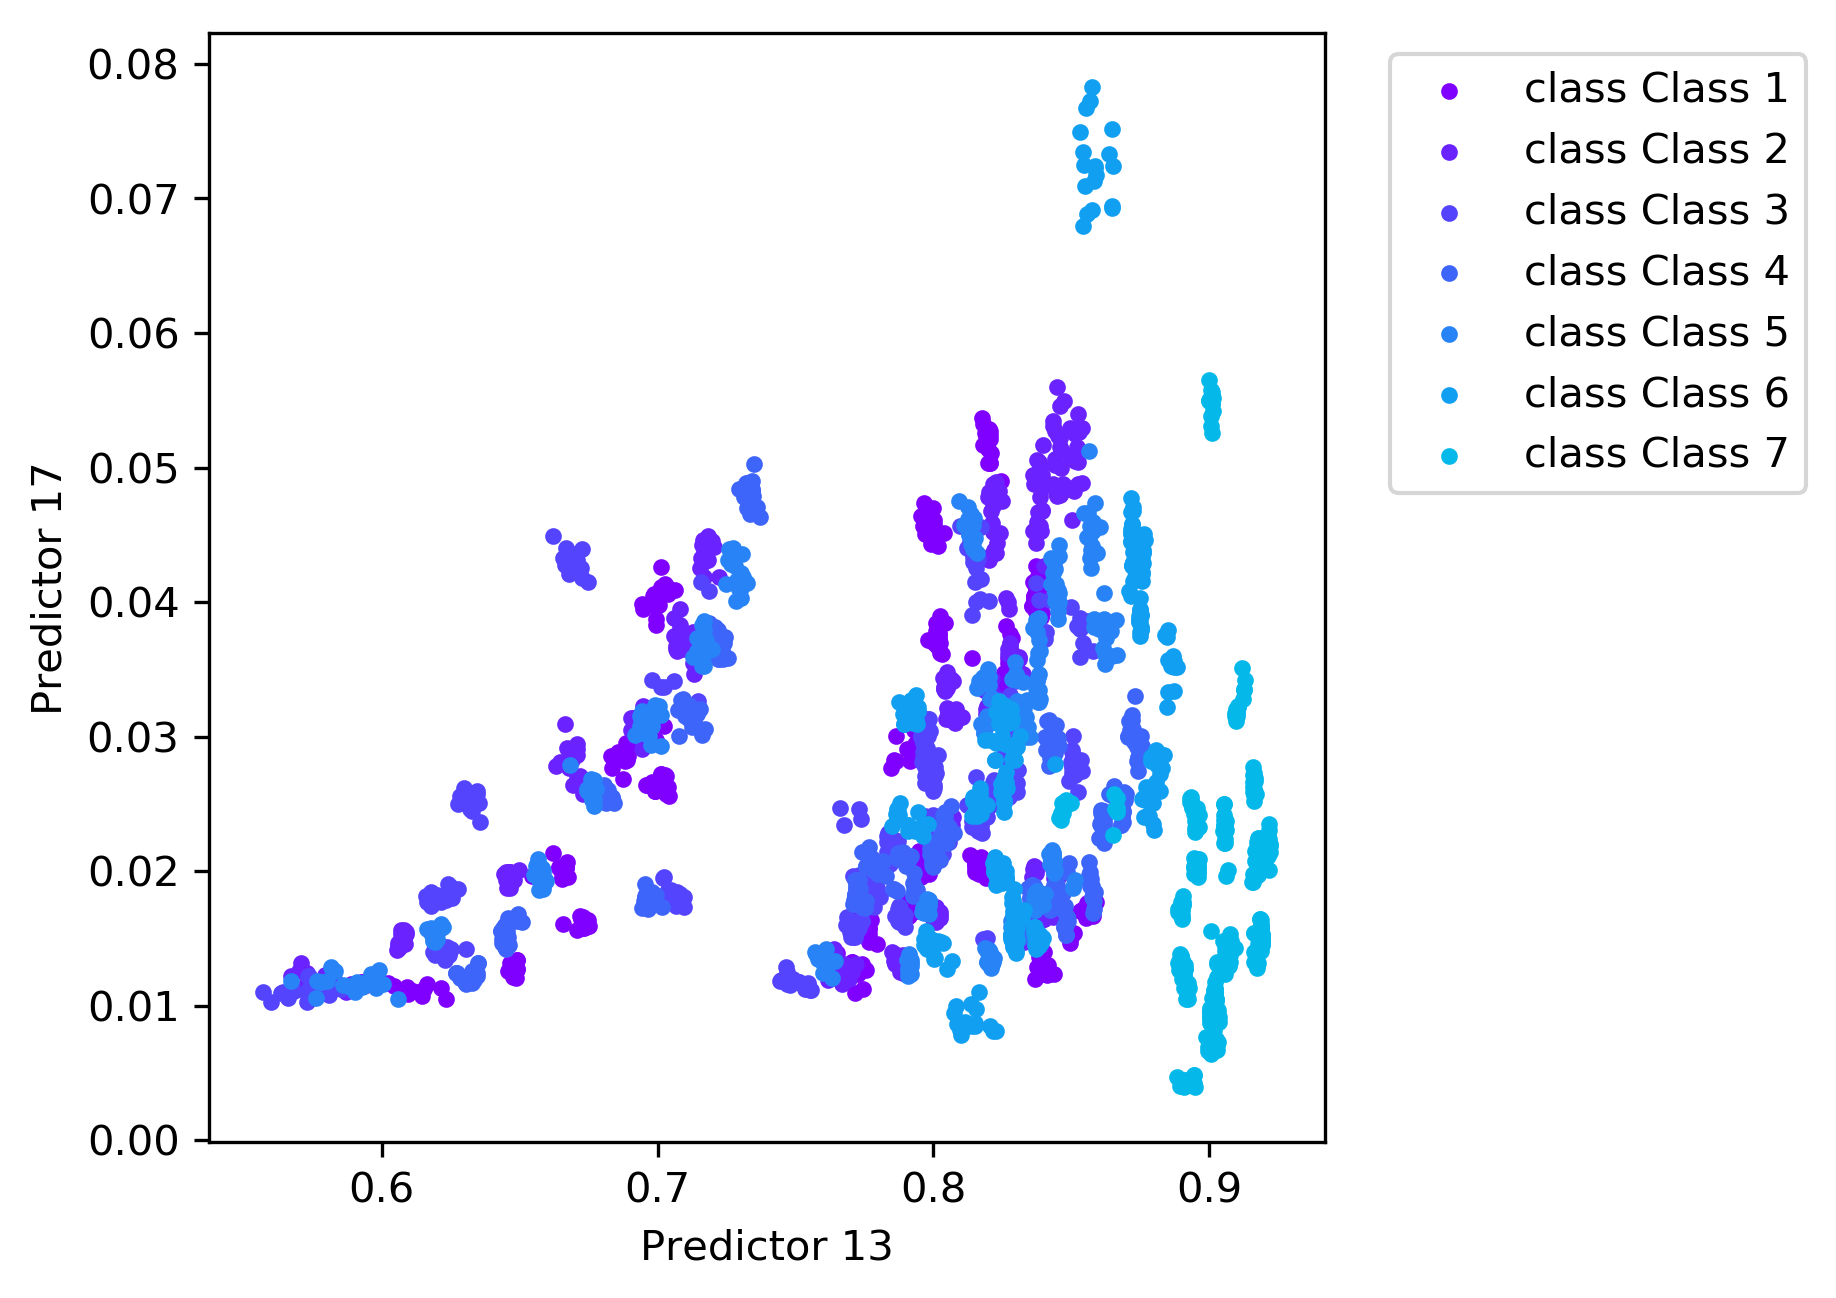 0.08
0.07
0.06
0.05
0.04
0.03
0.02
0.01
0.00
Predictor 17
0.6 0.7 0.8 0.9
Predictor 13
class Class 1
class Class 2
class Class 3
class Class 4
class Class 5
class Class 6
class Class 7